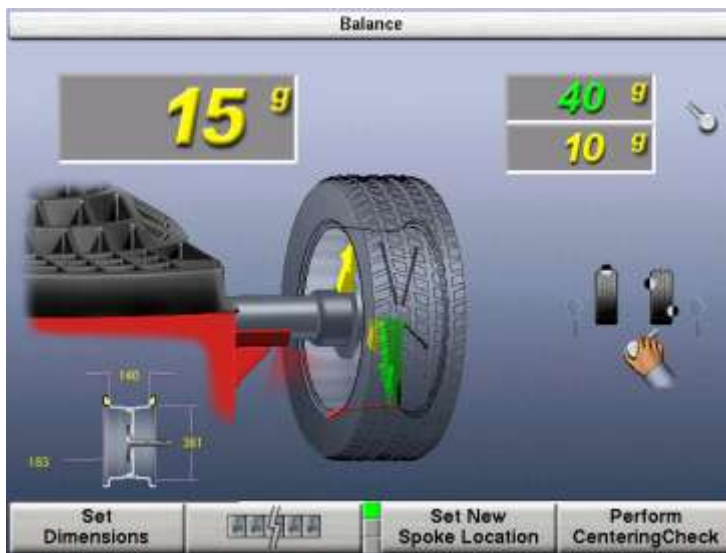 Balance
15 g
40 g
10 g
140
381
183
Set
Dimensions
Set New
Spoke Location
Perform
CenteringCheck